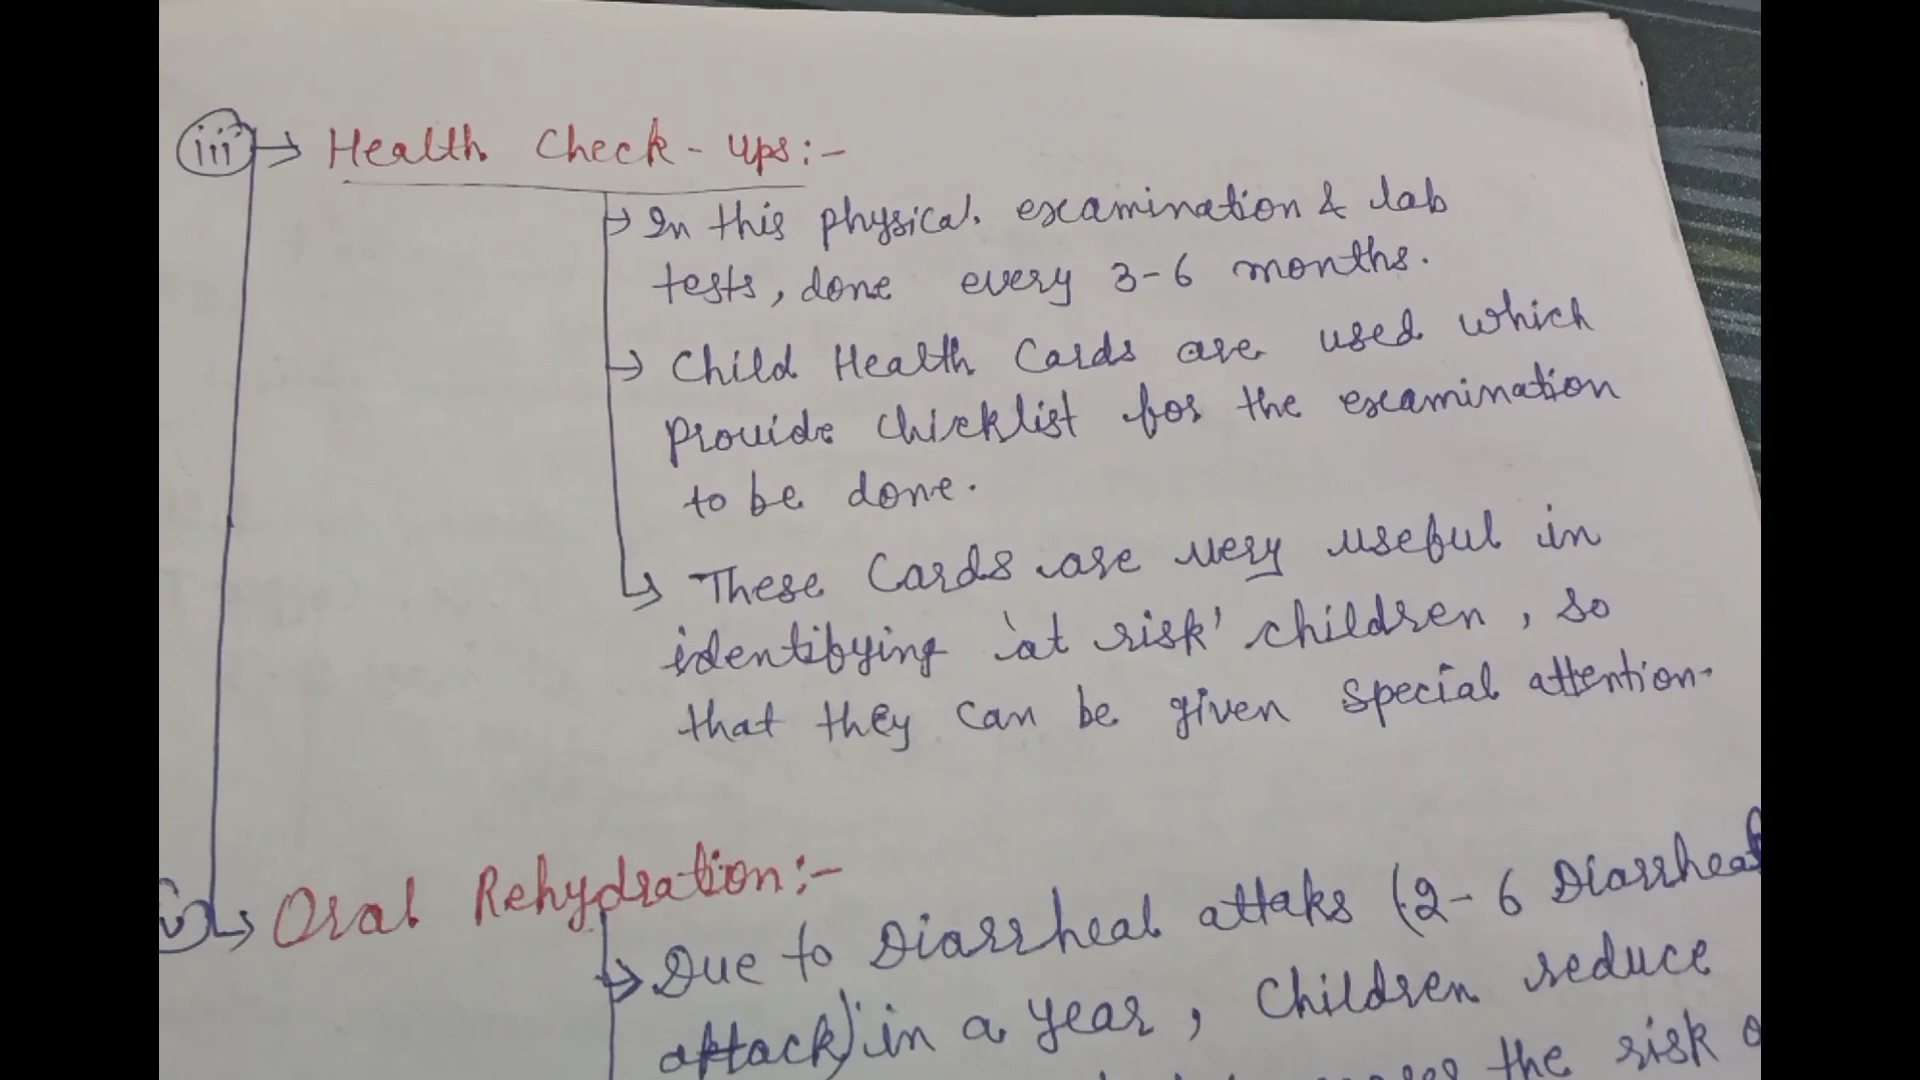 iii → Health Check-ups:-
→ In this physical examination & lab
tests, done every 3-6 months.
→ Child Health Cards are used which
provide chicklist for the examination
to be done.
→ These Cards are very useful in
identifying 'at risk' children, so
that they can be given special attention.
→ Oral Rehydration:-
→ Due to Diarrheal attaks (2-6 Diarrheal
attack) in a year, Children reduce
the risk